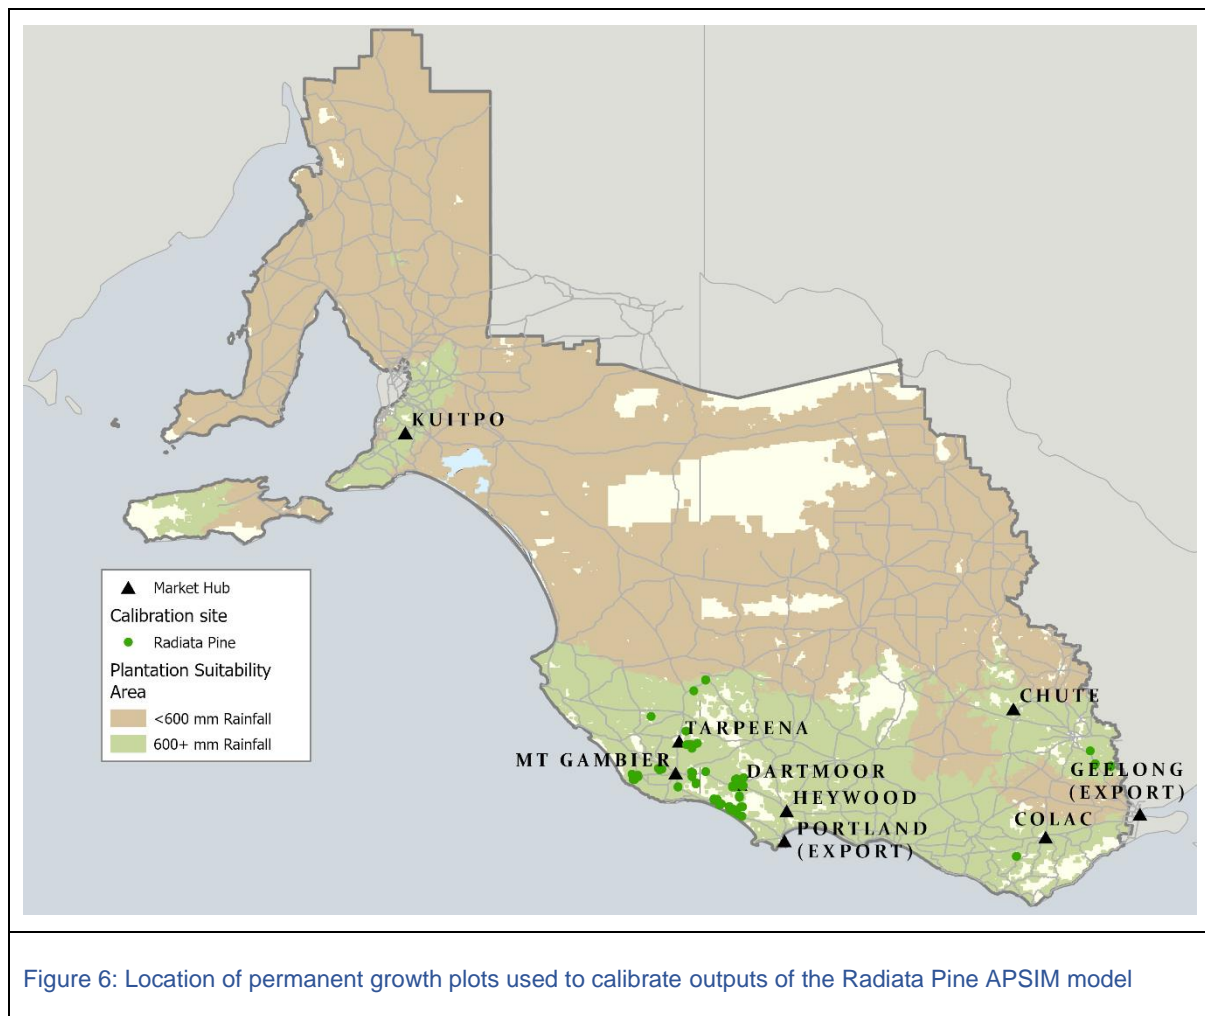 KUITPO
Market Hub
Calibration site
Radiata Pine
Plantation Suitability
Area
<600 mm Rainfall
600+ mm Rainfall
CHUTE
TARPEENA
MT GAMBIER
DARTMOOR
GEELONG
(EXPORT)
HEYWOOD
COLAC
PORTLAND
(EXPORT)
Figure 6: Location of permanent growth plots used to calibrate outputs of the Radiata Pine APSIM model